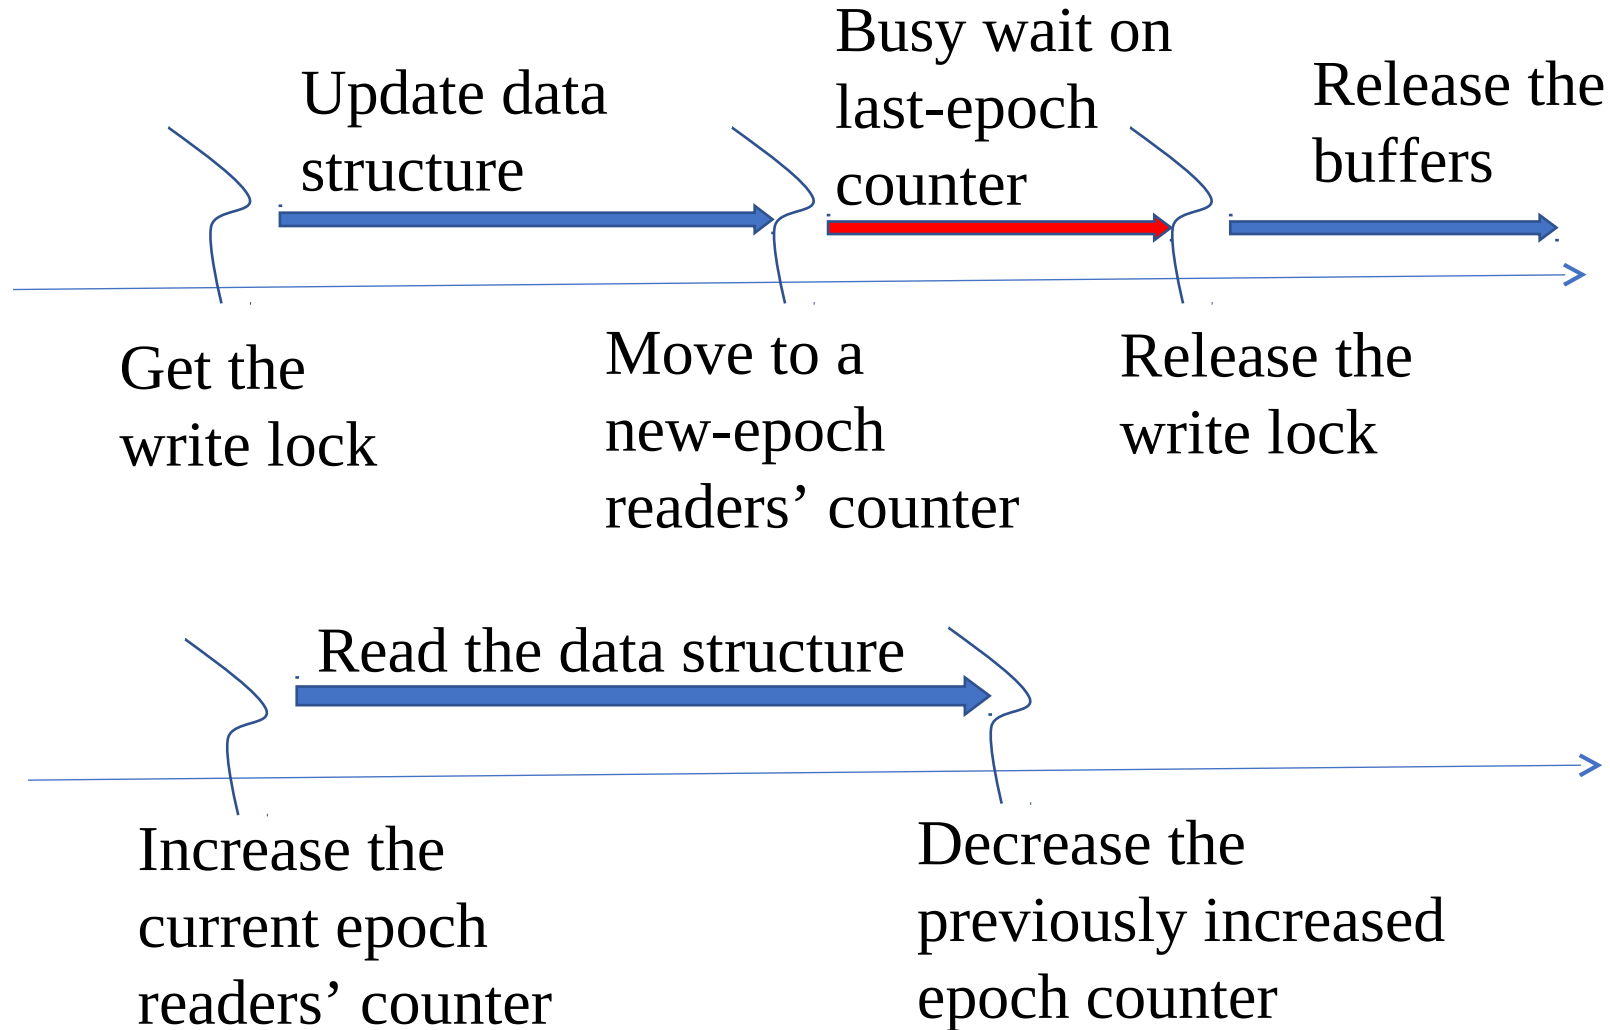 Update data
structure
Busy wait on
last-epoch
counter
Release the
buffers
Get the
write lock
Move to a
new-epoch
readers’ counter
Release the
write lock
Read the data structure
Increase the
current epoch
readers’ counter
Decrease the
previously increased
epoch counter